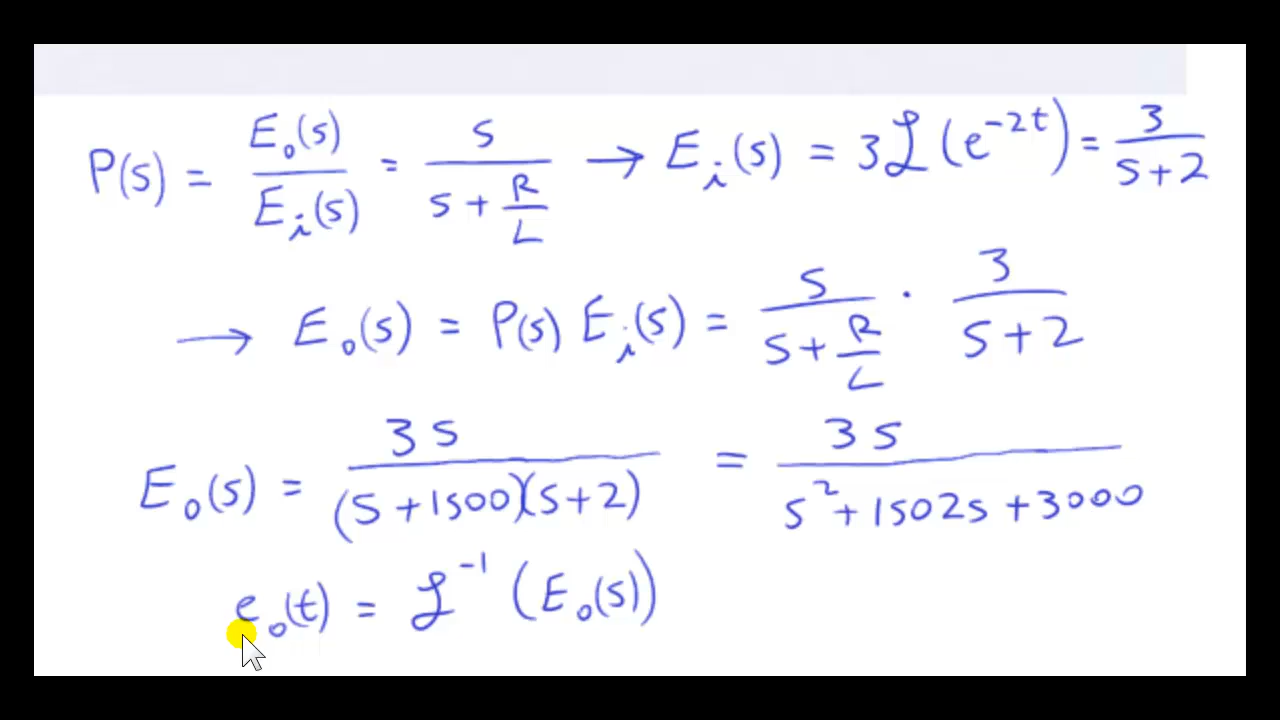 P(s) = E₀(s)/Eᵢ(s) = s/(s + R/L) → Eᵢ(s) = 3ℒ(e^(-2t)) = 3/(s+2)
→ E₀(s) = P(s) Eᵢ(s) = s/(s + R/L) · 3/(s+2)
E₀(s) = 3s/((s+1500)(s+2)) = 3s/(s²+1502s+3000)
e₀(t) = ℒ⁻¹(E₀(s))